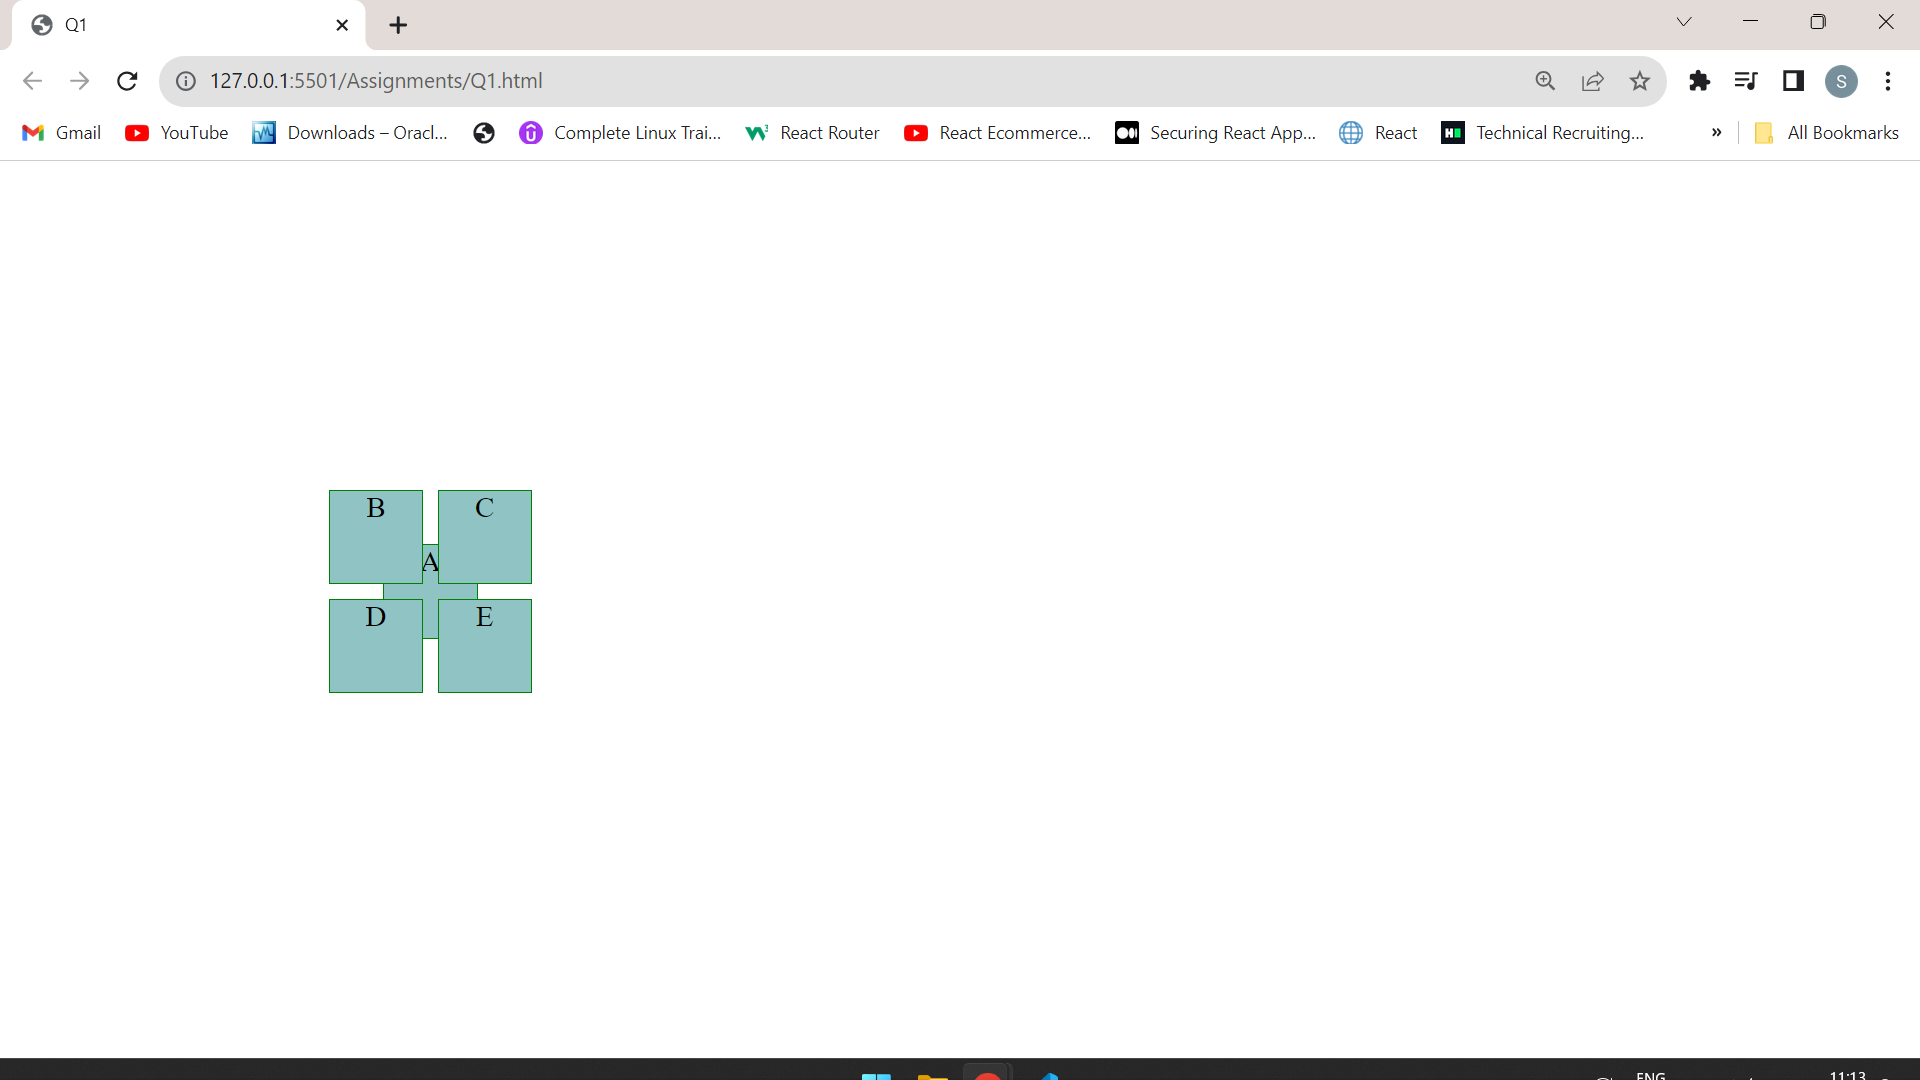 Q1
127.0.0.1:5501/Assignments/Q1.html
S
Gmail YouTube Downloads – Oracl... Complete Linux Trai... React Router React Ecommerce... Securing React App... React Technical Recruiting... » All Bookmarks
B C
A
D E
ENG 11:13